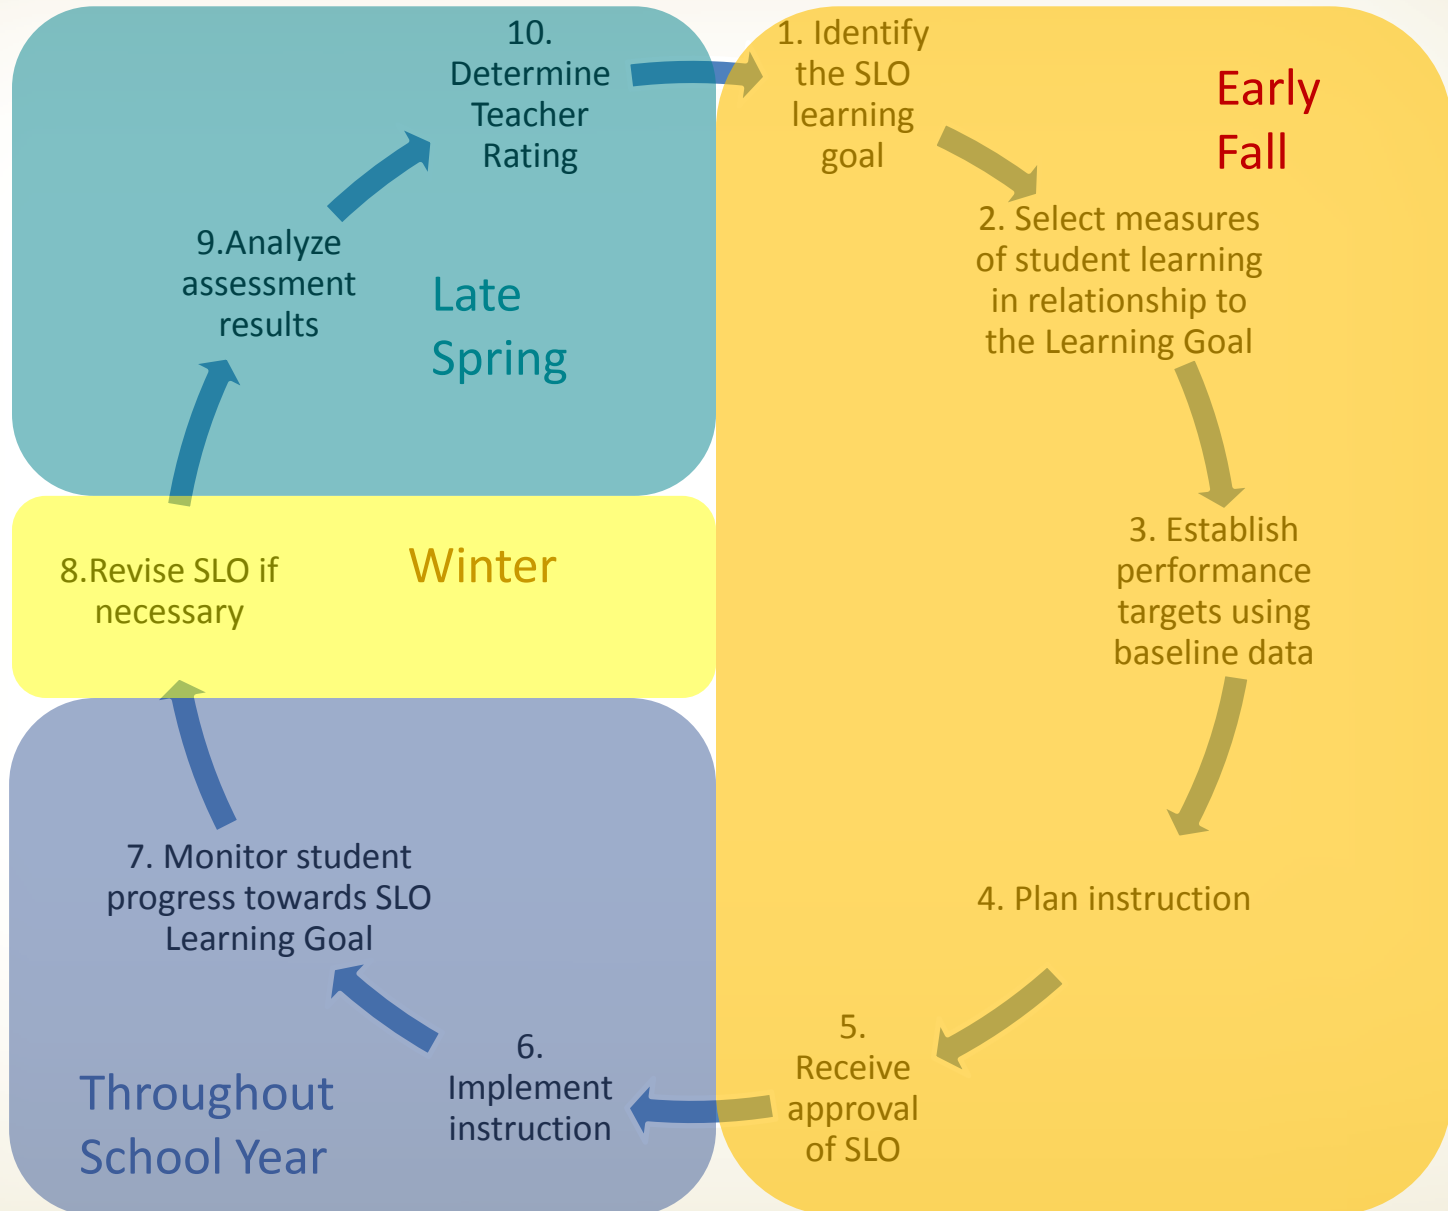 10.
Determine
Teacher
Rating
1. Identify
the SLO
learning
goal
Early
Fall
2. Select measures
of student learning
in relationship to
the Learning Goal
3. Establish
performance
targets using
baseline data
4. Plan instruction
5.
Receive
approval
of SLO
6.
Implement
instruction
Throughout
School Year
7. Monitor student
progress towards SLO
Learning Goal
8.Revise SLO if
necessary
Winter
9.Analyze
assessment
results
Late
Spring